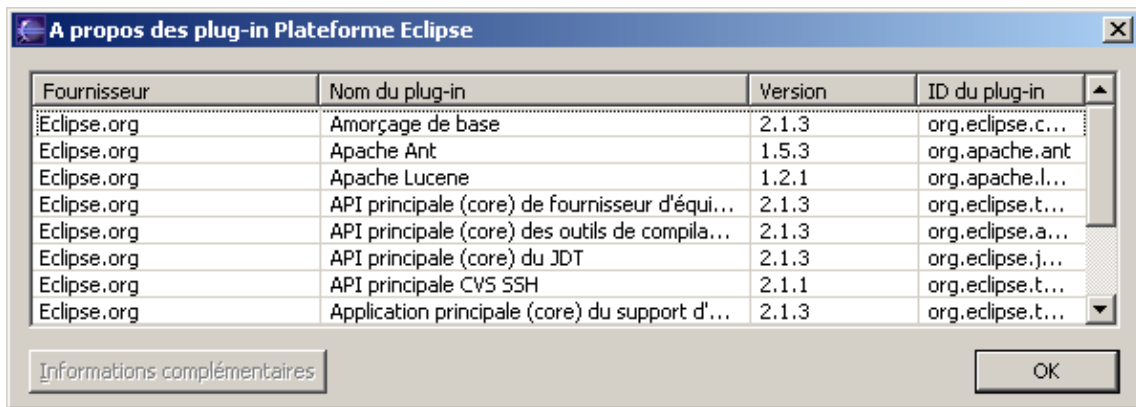 A propos des plug-in Plateforme Eclipse
Fournisseur Nom du plug-in Version ID du plug-in
Eclipse.org Amorçage de base 2.1.3 org.eclipse.c...
Eclipse.org Apache Ant 1.5.3 org.apache.ant
Eclipse.org Apache Lucene 1.2.1 org.apache.l...
Eclipse.org API principale (core) de fournisseur d'équi... 2.1.3 org.eclipse.t...
Eclipse.org API principale (core) des outils de compila... 2.1.3 org.eclipse.a...
Eclipse.org API principale (core) du JDT 2.1.3 org.eclipse.j...
Eclipse.org API principale CVS SSH 2.1.1 org.eclipse.t...
Eclipse.org Application principale (core) du support d'... 2.1.3 org.eclipse.t...
Informations complémentaires OK